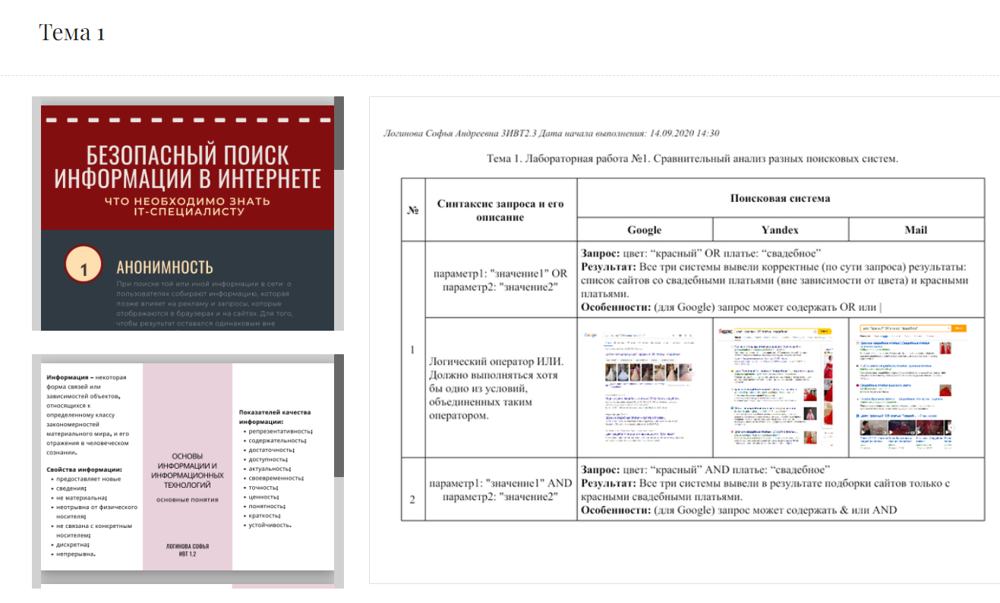 Тема 1
БЕЗОПАСНЫЙ ПОИСК
ИНФОРМАЦИИ В ИНТЕРНЕТЕ
ЧТО НЕОБХОДИМО ЗНАТЬ
IT-СПЕЦИАЛИСТУ
1
АНОНИМНОСТЬ
При поиске той или иной информации в сети о
пользователях собирают информацию, которая
позже влияет на рекламу и запросы, которые
отображаются в браузерах и на сайтах. Для того,
чтобы результат оставался одинаковым вне
Информация – некоторая
форма связей или
зависимостей объектов,
относящихся к
определенному классу
закономерностей
материального мира, и его
отражения в человеческом
сознании.
Свойства информации:
• предоставляет новые
• сведения;
• не материальна;
• неотрывна от физического
носителя;
• не связана с конкретным
носителем;
• дискретна;
• непрерывна.
ОСНОВЫ
ИНФОРМАЦИИ И
ИНФОРМАЦИОННЫХ
ТЕХНОЛОГИЙ
основные понятия
ЛОГИНОВА СОФЬЯ
ИВТ 1.2
Показателей качества
информации:
• репрезентативность;
• содержательность;
• достаточность;
• доступность;
• актуальность;
• своевременность;
• точность;
• ценность;
• понятность;
• краткость;
• устойчивость.
Логинова Софья Андреевна 3ИВТ2.3 Дата начала выполнения: 14.09.2020 14:30
Тема 1. Лабораторная работа №1. Сравнительный анализ разных поисковых систем.
№
Синтаксис запроса и его
описание
Поисковая система
Google
Yandex
Mail
1
параметр1: "значение1" OR
параметр2: "значение2"
Запрос: цвет: “красный” OR платье: “свадебное”
Результат: Все три системы вывели корректные (по сути запроса) результаты:
список сайтов со свадебными платьями (вне зависимости от цвета) и красными
платьями.
Особенности: (для Google) запрос может содержать OR или |
Логический оператор ИЛИ.
Должно выполняться хотя
бы одно из условий,
объединенных таким
оператором.
Google
Яндекс
2
параметр1: "значение1" AND
параметр2: "значение2"
Запрос: цвет: “красный” AND платье: “свадебное”
Результат: Все три системы вывели в результате подборки сайтов только с
красными свадебными платьями.
Особенности: (для Google) запрос может содержать & или AND